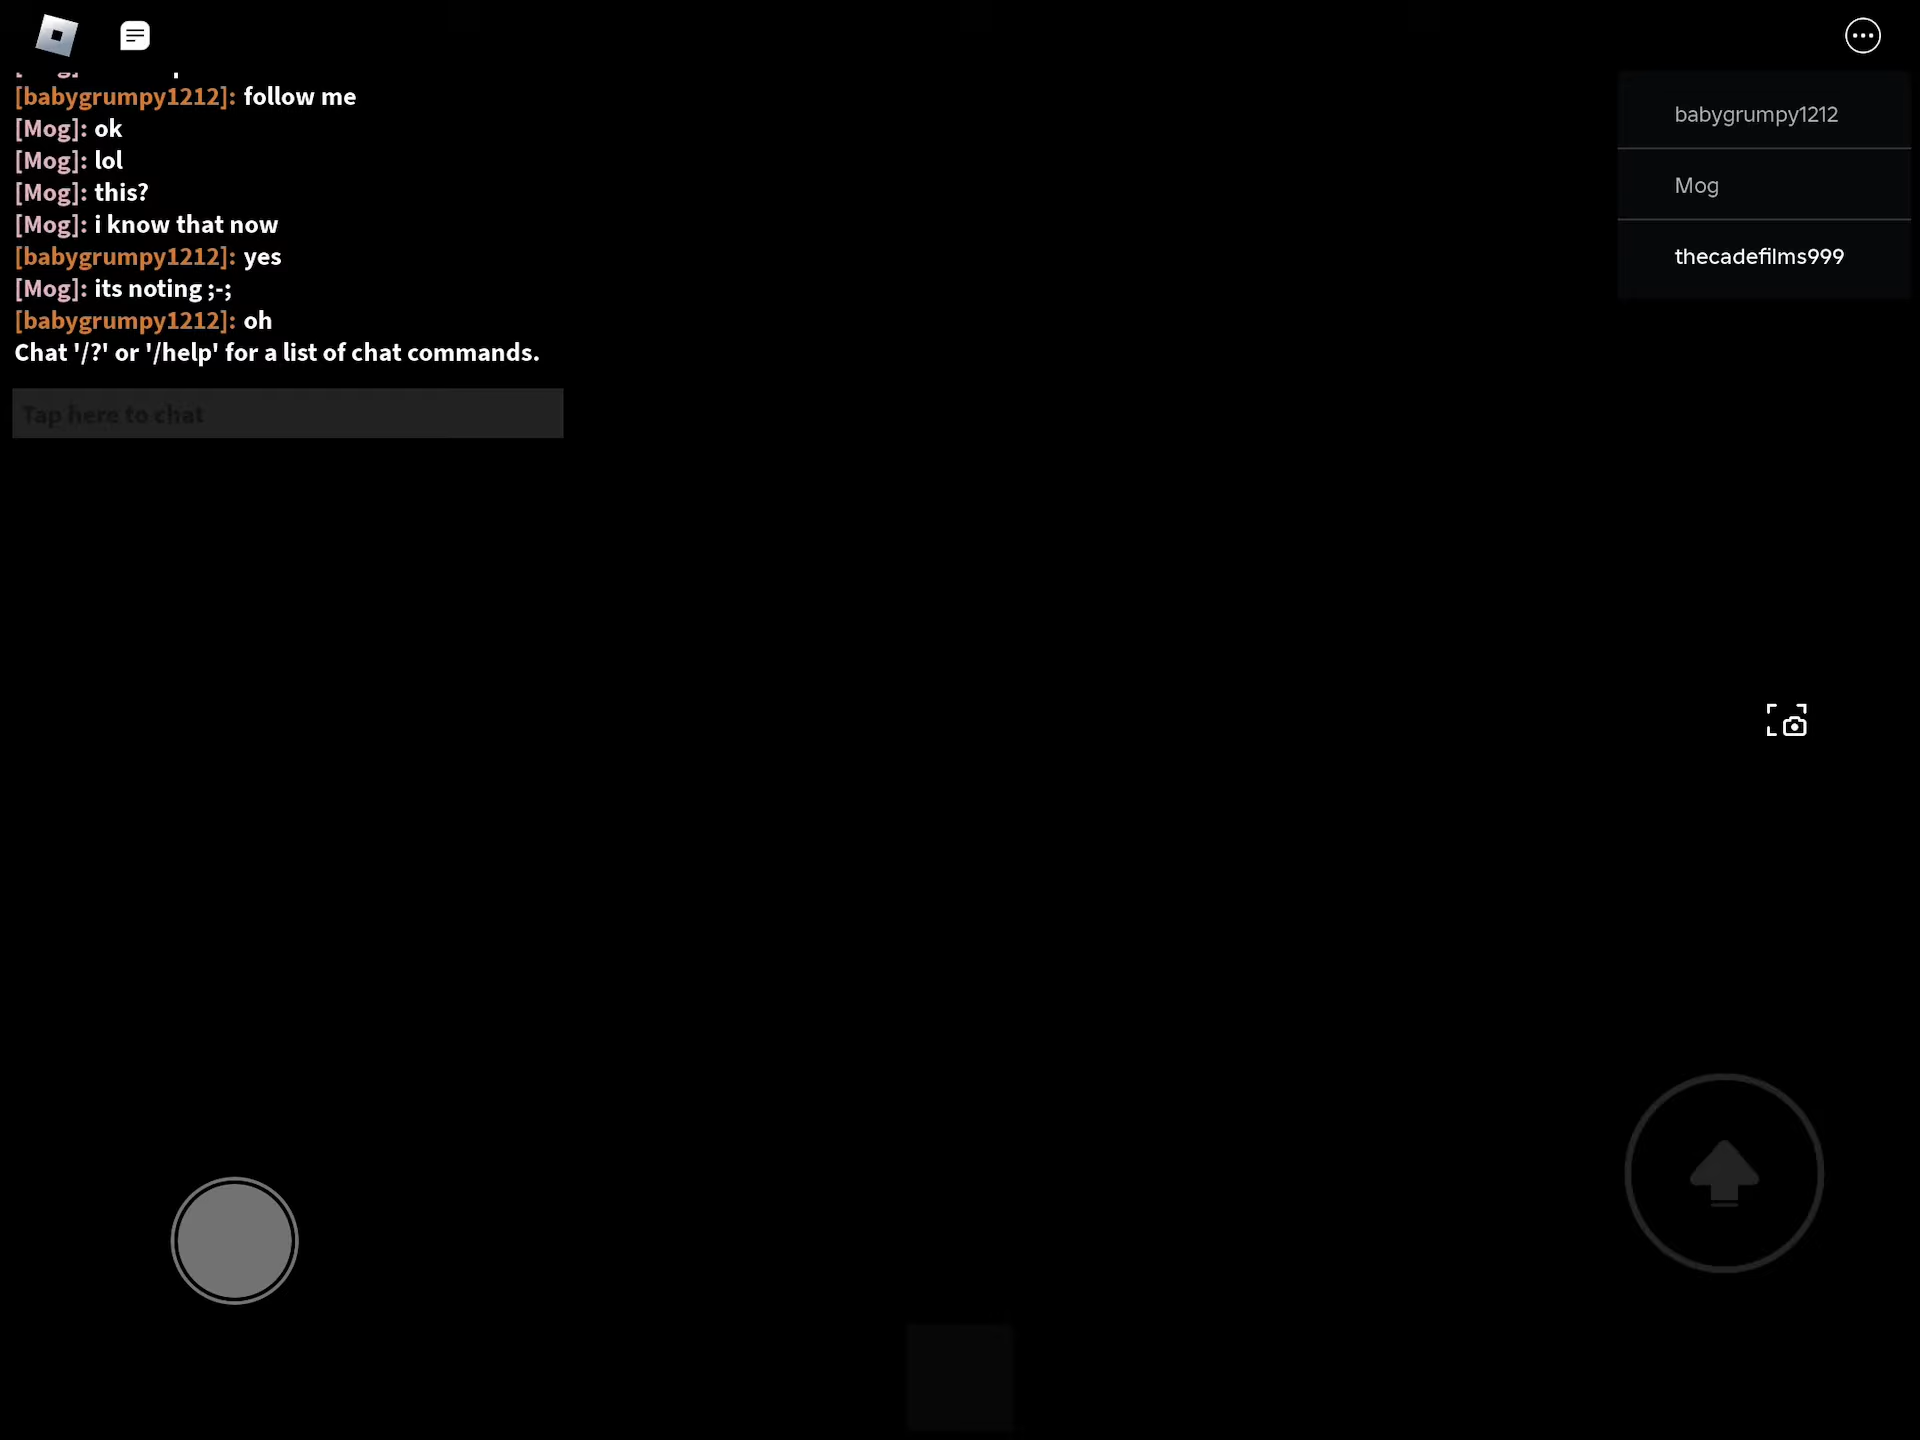 [babygrumpy1212]: follow me
[Mog]: ok
[Mog]: lol
[Mog]: this?
[Mog]: i know that now
[babygrumpy1212]: yes
[Mog]: its noting ;-;
[babygrumpy1212]: oh
Chat '/?' or '/help' for a list of chat commands.
Tap here to chat
babygrumpy1212
Mog
thecadefilms999